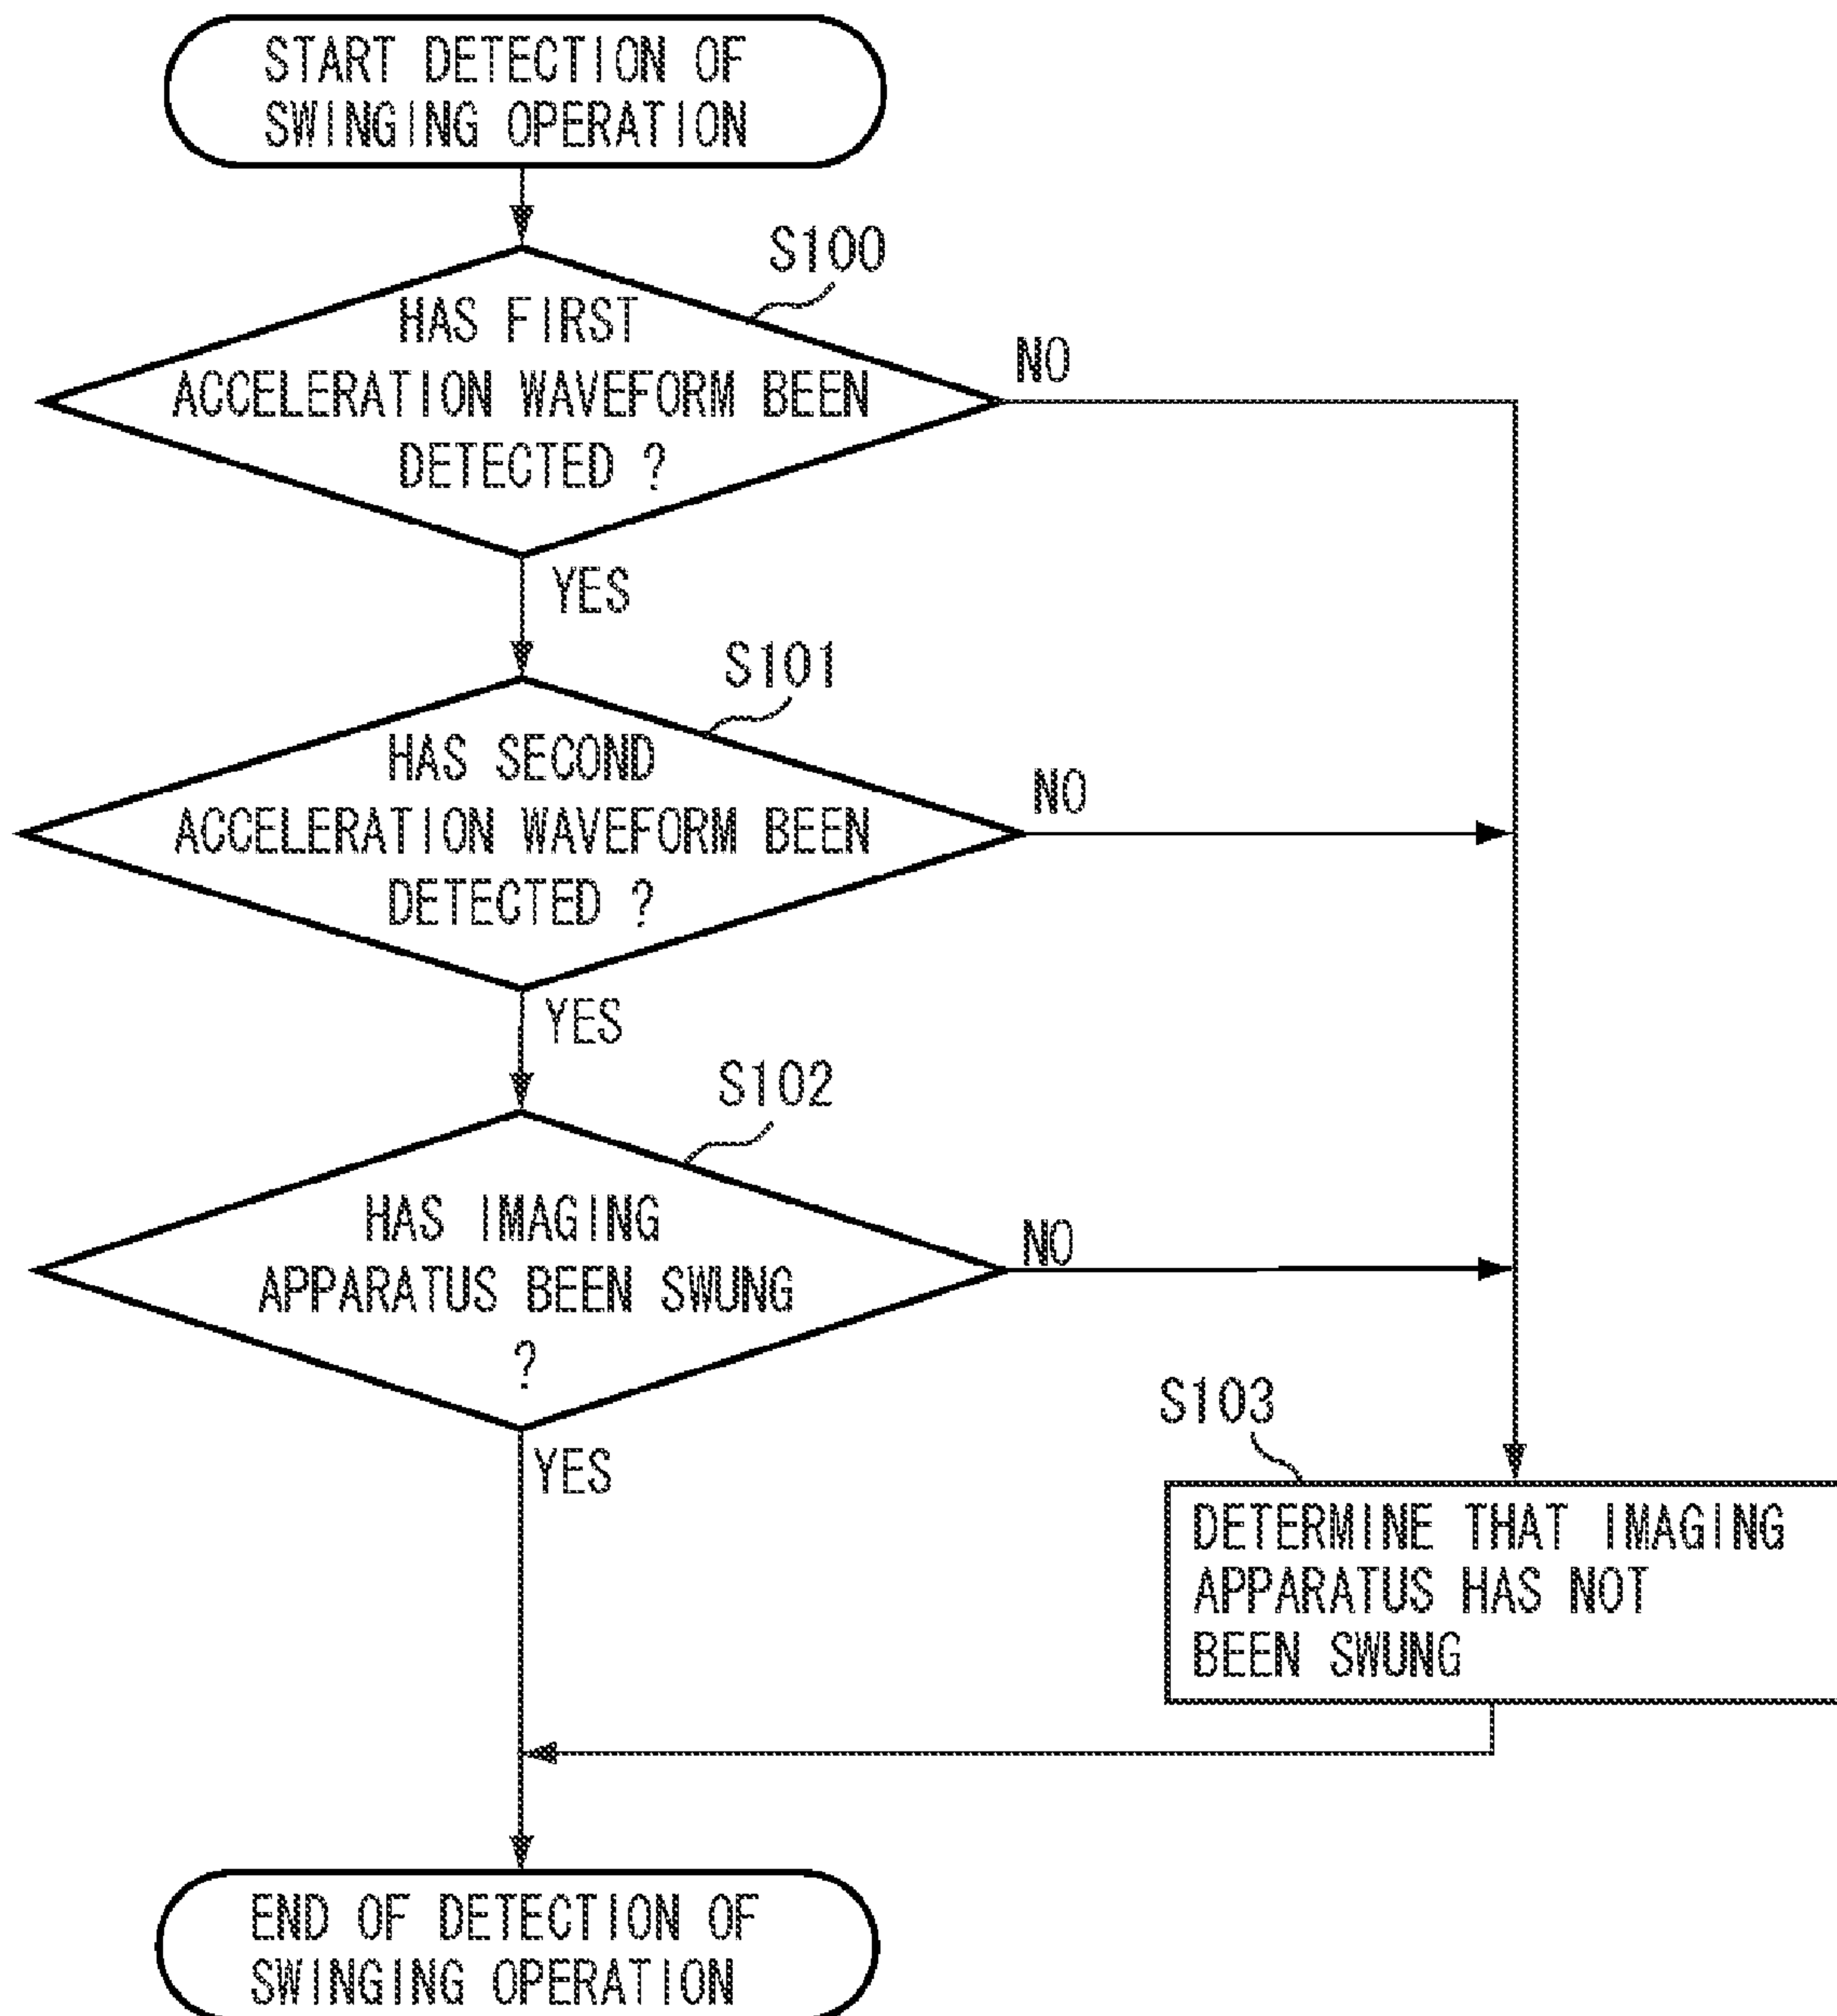 START DETECTION OF
SWINGING OPERATION
S100
HAS FIRST
ACCELERATION WAVEFORM BEEN
DETECTED ?
NO
YES
S101
HAS SECOND
ACCELERATION WAVEFORM BEEN
DETECTED ?
NO
YES
S102
HAS IMAGING
APPARATUS BEEN SWUNG
?
NO
YES
S103
DETERMINE THAT IMAGING
APPARATUS HAS NOT
BEEN SWUNG
END OF DETECTION OF
SWINGING OPERATION